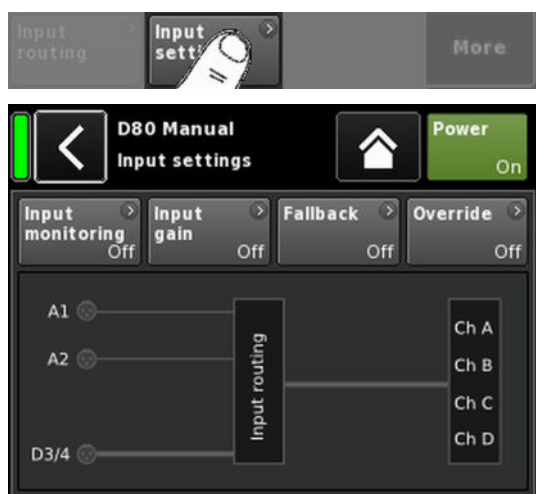 Input
routing
Input
setti
More
D80 Manual
Input settings
Power
On
Input
monitoring
Off
Input
gain
Off
Fallback
Off
Override
Off
A1
A2
D3/4
Input routing
Ch A
Ch B
Ch C
Ch D